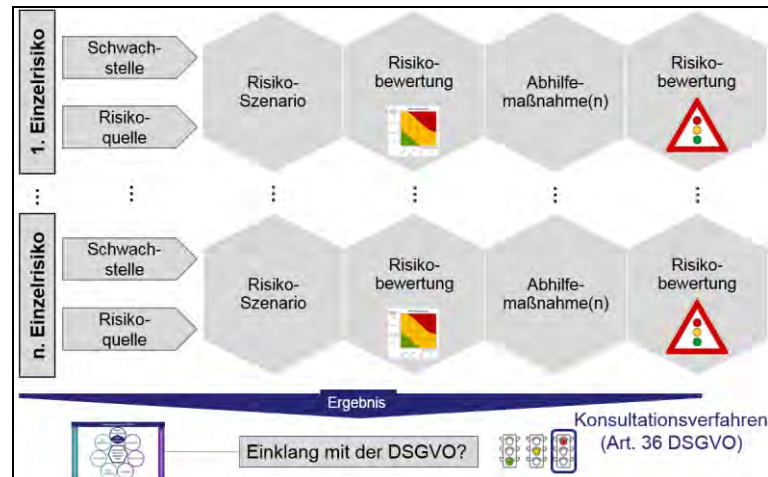 1. Einzelrisiko
Schwach-
stelle
Risiko-
quelle
Risiko-
Szenario
Risiko-
bewertung
Abhilfe-
maßnahme(n)
Risiko-
bewertung
...
...
...
...
...
...
n. Einzelrisiko
Schwach-
stelle
Risiko-
quelle
Risiko-
Szenario
Risiko-
bewertung
Abhilfe-
maßnahme(n)
Risiko-
bewertung
Ergebnis
Einklang mit der DSGVO?
Konsultationsverfahren
(Art. 36 DSGVO)